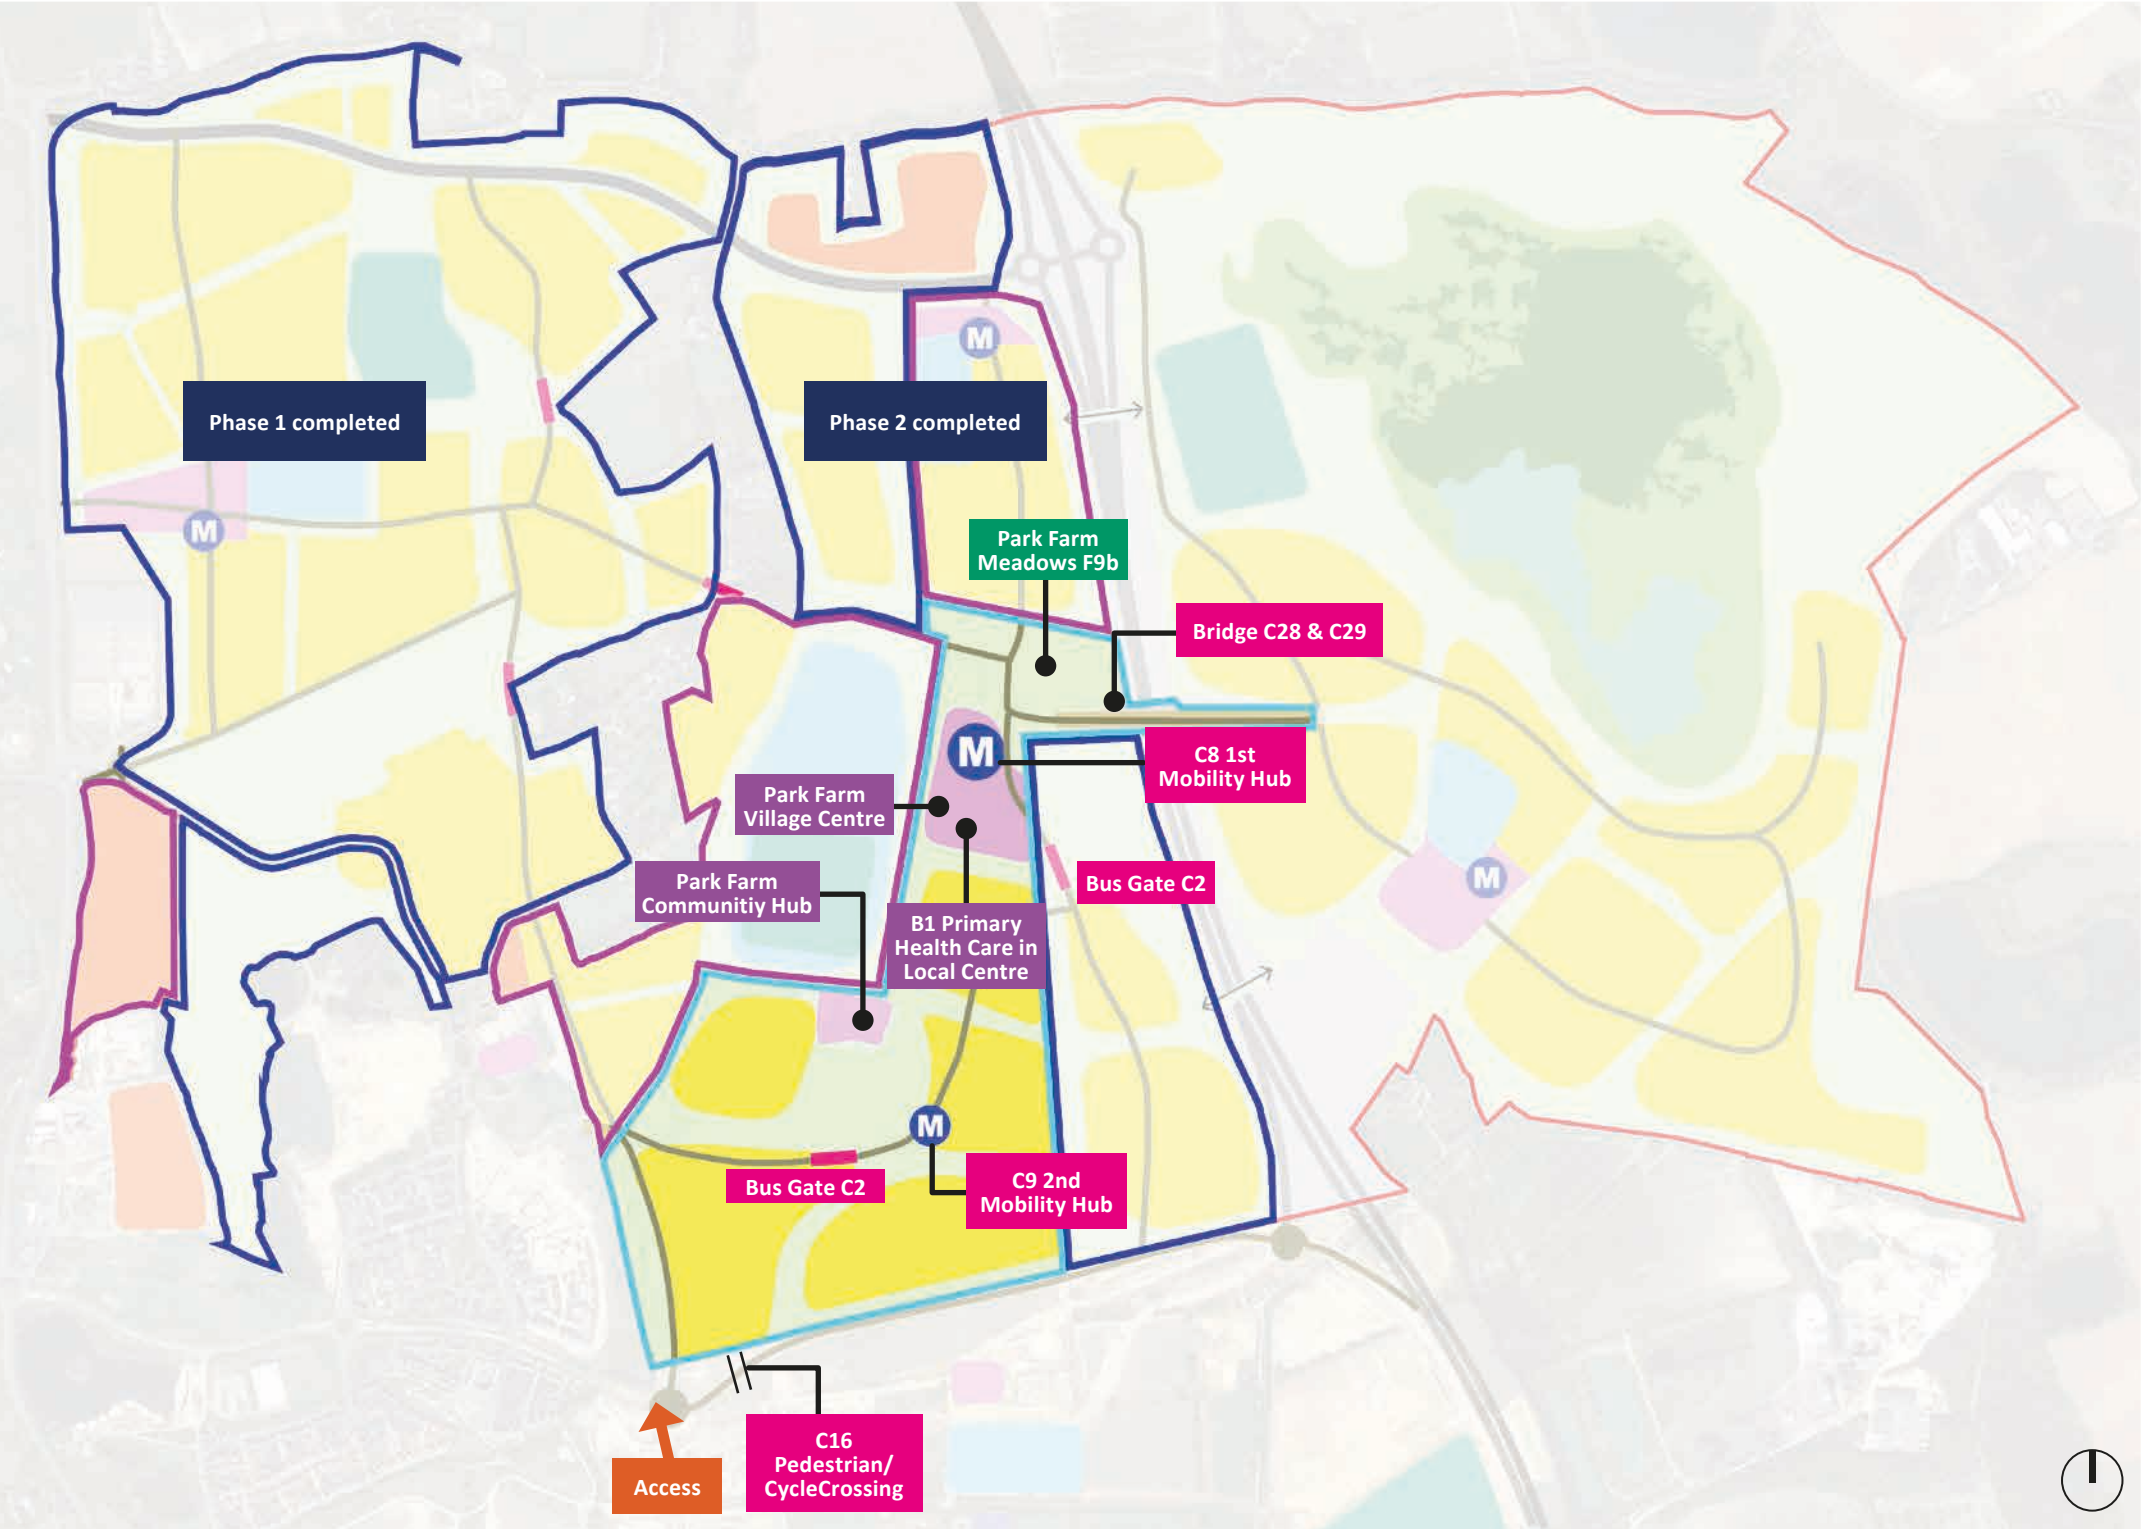 M
Phase 1 completed
Phase 2 completed
M
Park Farm
Meadows F9b
Bridge C28 & C29
M
C8 1st
Mobility Hub
Park Farm
Village Centre
Park Farm
Communitiy Hub
Bus Gate C2
M
B1 Primary
Health Care in
Local Centre
M
Bus Gate C2
C9 2nd
Mobility Hub
C16
Pedestrian/
CycleCrossing
Access